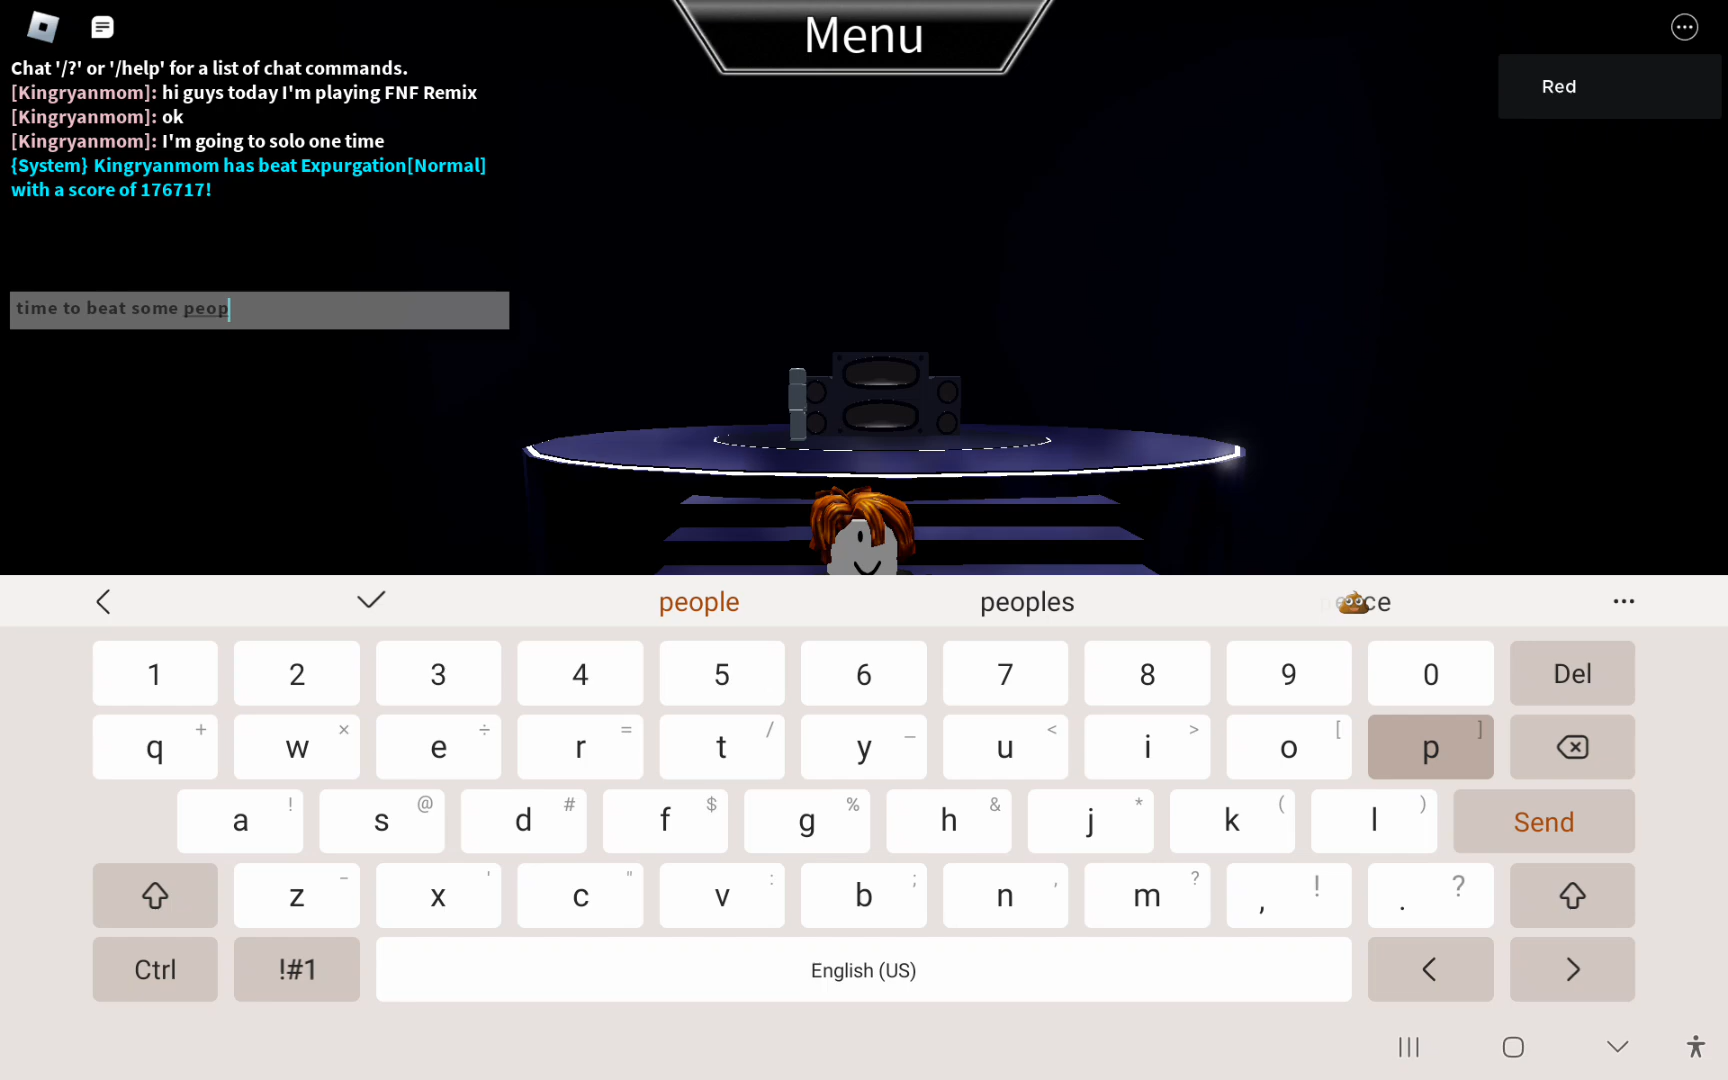 Menu
Chat '/?' or '/help' for a list of chat commands.
[Kingryanmom]: hi guys today I'm playing FNF Remix
[Kingryanmom]: ok
[Kingryanmom]: I'm going to solo one time
{System} Kingryanmom has beat Expurgation[Normal]
with a score of 176717!
Red
time to beat some peop
people peoples
1 2 3 4 5 6 7 8 9 0 Del
q + w × e ÷ r = t / y _ u < i > o [ p ]
a ! s @ d # f $ g % h & j * k ( l ) Send
z - x ' c " v : b ; n , m ? , ! . ?
Ctrl !#1 English (US) < >